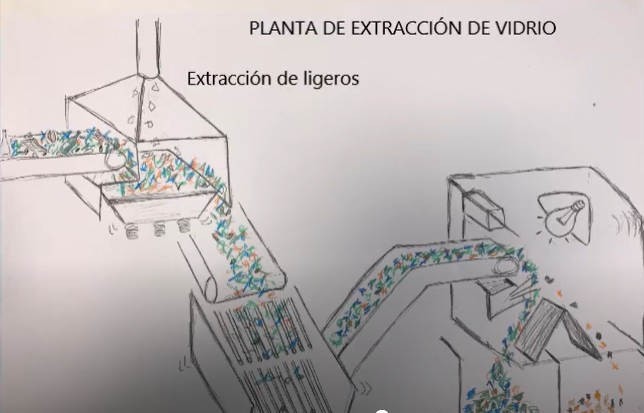 PLANTA DE EXTRACCIÓN DE VIDRIO
Extracción de ligeros